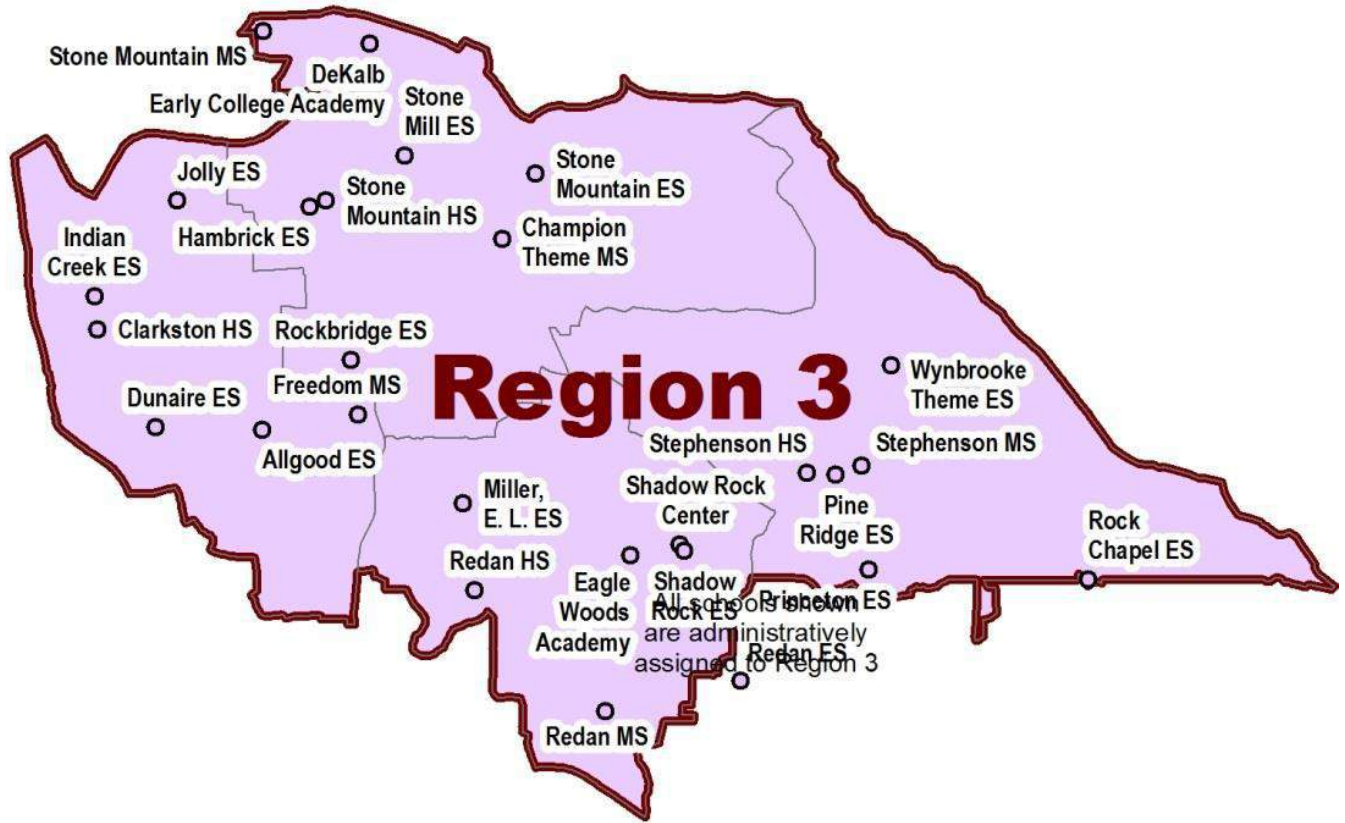 Stone Mountain MS
DeKalb
Early College Academy
Stone
Mill ES
Jolly ES
Stone
Mountain ES
Stone
Mountain HS
Hambrick ES
Indian
Creek ES
Champion
Theme MS
Clarkston HS
Rockbridge ES
Region 3
Wynbrooke
Theme ES
Freedom MS
Dunaire ES
Allgood ES
Stephenson HS
Stephenson MS
Miller,
E. L. ES
Shadow Rock
Center
Pine
Ridge ES
Rock
Chapel ES
Redan HS
Eagle
Woods
Academy
Shadow
Rock ES
Princeton ES
All schools shown
are administratively
assigned to Region 3
Redan ES
Redan MS